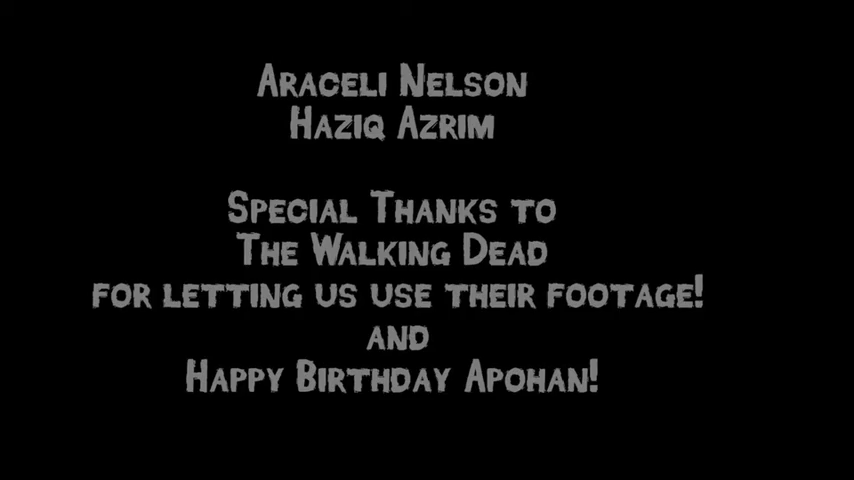 Araceli Nelson
Haziq Azrim
Special Thanks to
The Walking Dead
for letting us use their footage!
and
Happy Birthday Apohan!